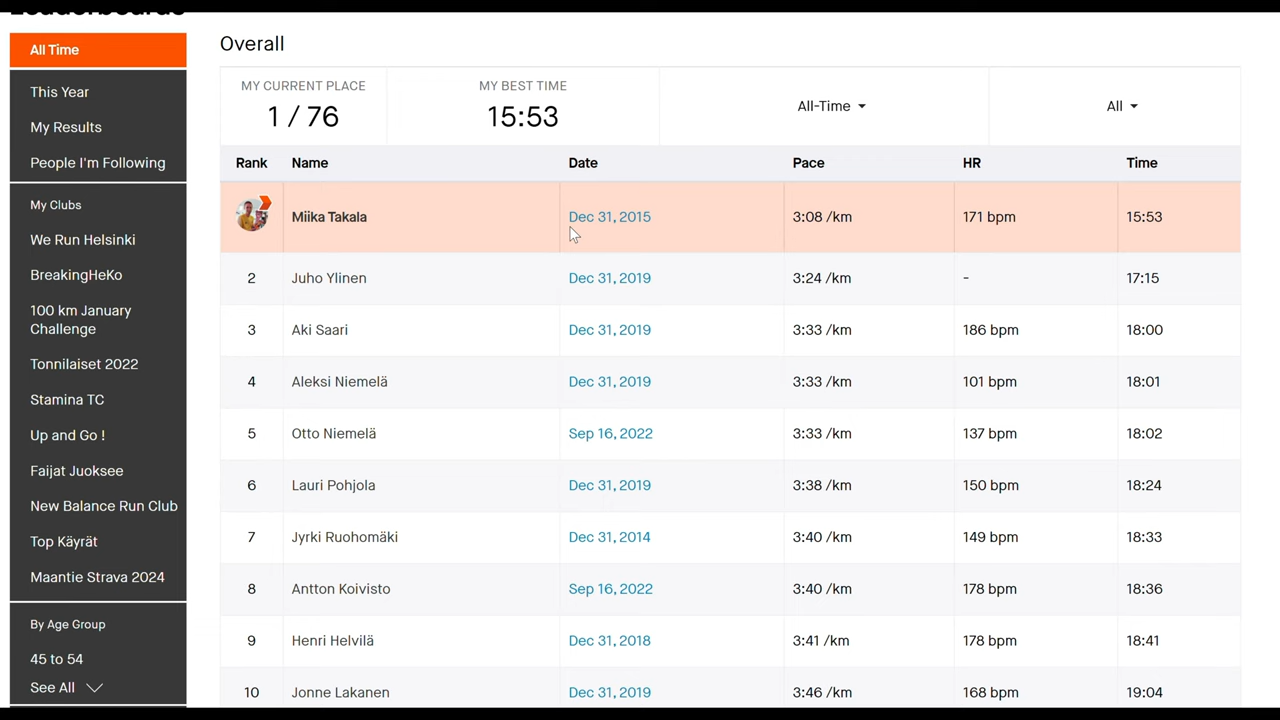 Leaderboards
All Time
This Year
My Results
People I'm Following
My Clubs
We Run Helsinki
BreakingHeKo
100 km January
Challenge
Tonnilaiset 2022
Stamina TC
Up and Go !
Faijat Juoksee
New Balance Run Club
Top Käyrät
Maantie Strava 2024
By Age Group
45 to 54
See All
Overall
MY CURRENT PLACE
1 / 76
MY BEST TIME
15:53
All-Time
All
Rank Name Date Pace HR Time
Miika Takala Dec 31, 2015 3:08 /km 171 bpm 15:53
2 Juho Ylinen Dec 31, 2019 3:24 /km - 17:15
3 Aki Saari Dec 31, 2019 3:33 /km 186 bpm 18:00
4 Aleksi Niemelä Dec 31, 2019 3:33 /km 101 bpm 18:01
5 Otto Niemelä Sep 16, 2022 3:33 /km 137 bpm 18:02
6 Lauri Pohjola Dec 31, 2019 3:38 /km 150 bpm 18:24
7 Jyrki Ruohomäki Dec 31, 2014 3:40 /km 149 bpm 18:33
8 Antton Koivisto Sep 16, 2022 3:40 /km 178 bpm 18:36
9 Henri Helvilä Dec 31, 2018 3:41 /km 178 bpm 18:41
10 Jonne Lakanen Dec 31, 2019 3:46 /km 168 bpm 19:04